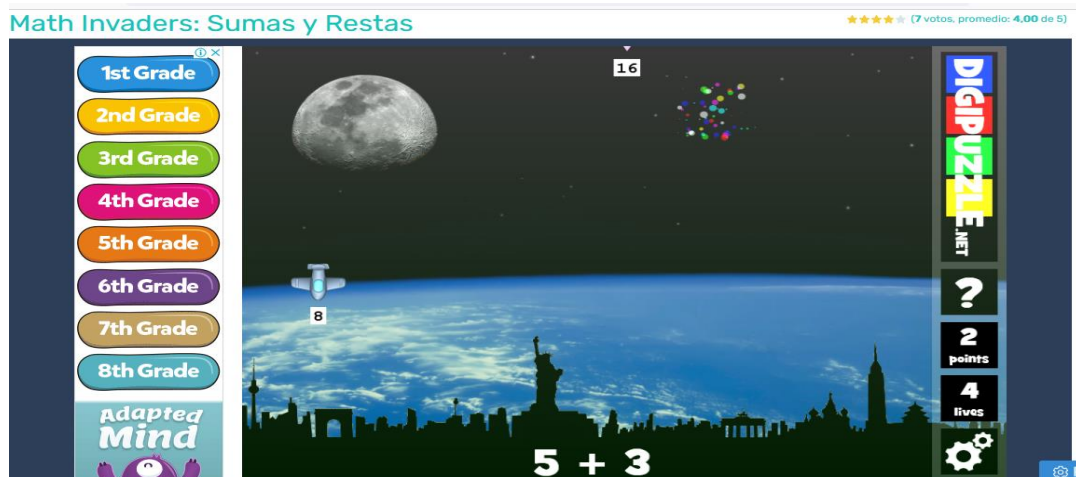 Math Invaders: Sumas y Restas
(7 votos, promedio: 4,00 de 5)
1st Grade
2nd Grade
3rd Grade
4th Grade
5th Grade
6th Grade
7th Grade
8th Grade
Adapted
Mind
16
8
5 + 3
DIGIPUZZLE.NET
?
2
points
4
lives